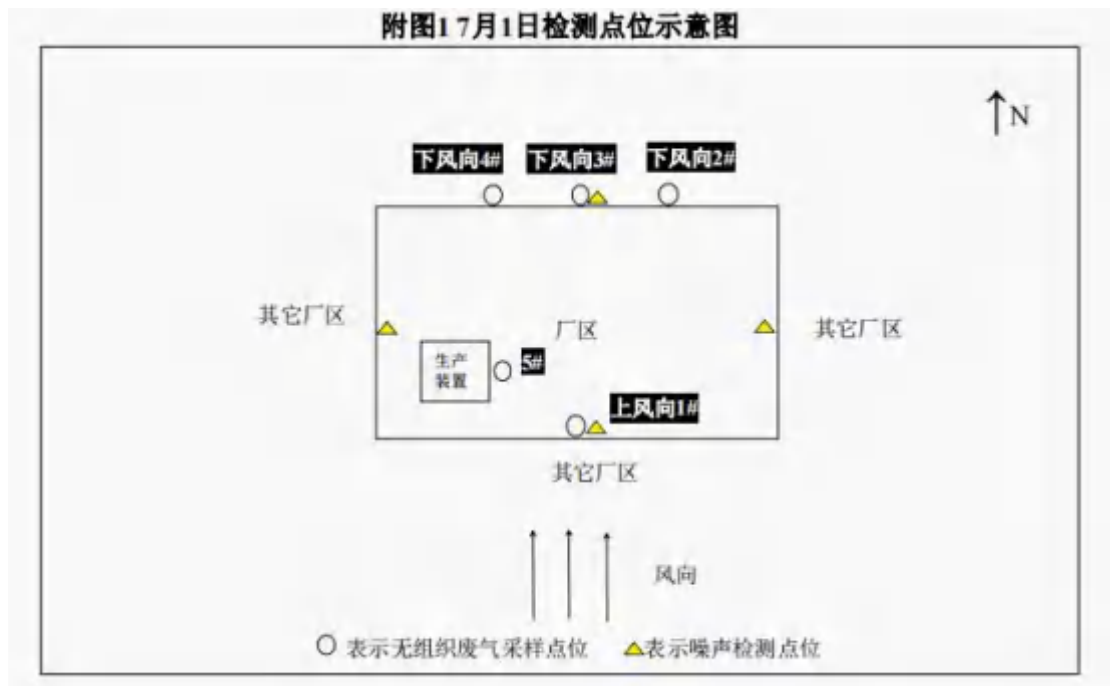 附图1 7月1日检测点位示意图
N
下风向4# 下风向3# 下风向2#
其它厂区
厂区
其它厂区
生产
装置
5#
上风向1#
其它厂区
风向
表示无组织废气采样点位 表示噪声检测点位